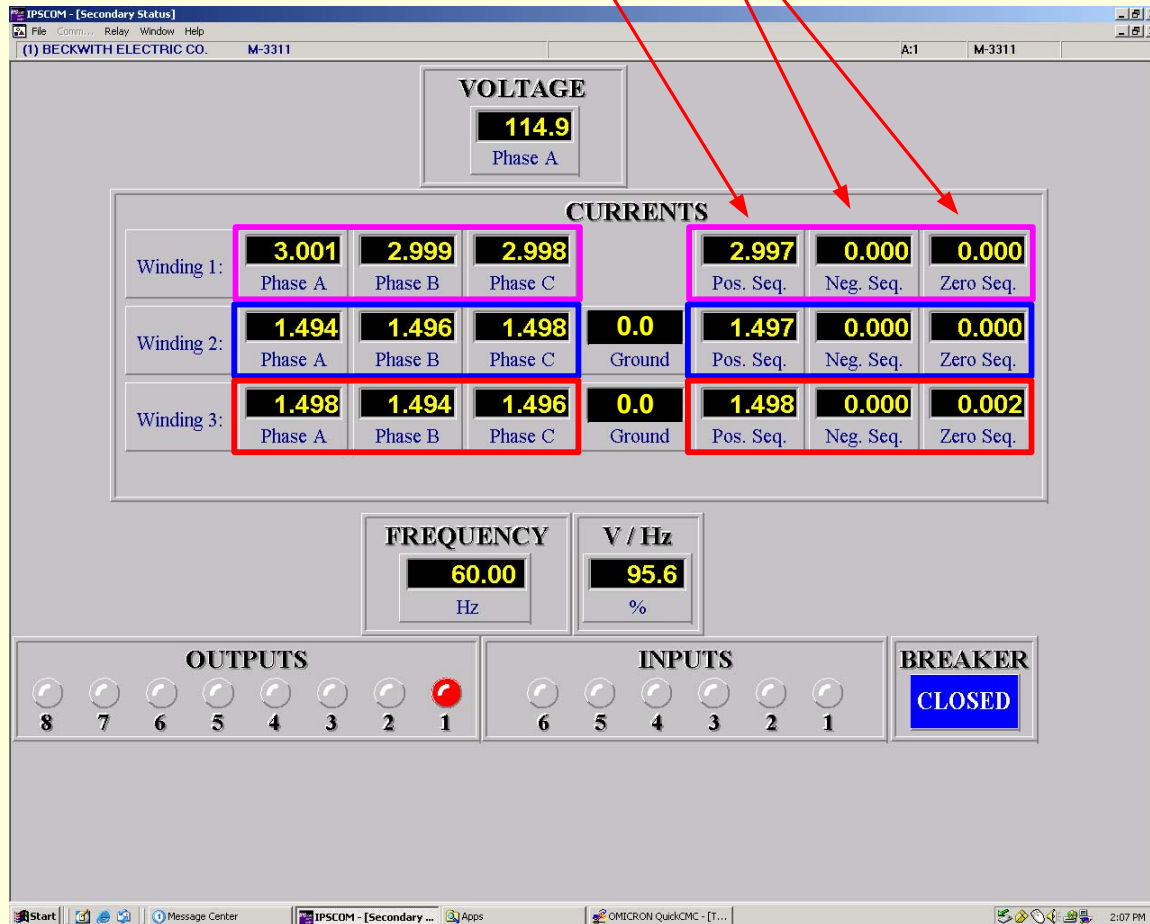 IPSCOM - [Secondary Status]
File Comm... Relay Window Help
(1) BECKWITH ELECTRIC CO. M-3311 A:1 M-3311
VOLTAGE
114.9
Phase A
CURRENTS
Winding 1: 3.001 2.999 2.998 2.997 0.000 0.000
Phase A Phase B Phase C Pos. Seq. Neg. Seq. Zero Seq.
Winding 2: 1.494 1.496 1.498 0.0 1.497 0.000 0.000
Phase A Phase B Phase C Ground Pos. Seq. Neg. Seq. Zero Seq.
Winding 3: 1.498 1.494 1.496 0.0 1.498 0.000 0.002
Phase A Phase B Phase C Ground Pos. Seq. Neg. Seq. Zero Seq.
FREQUENCY V / Hz
60.00 95.6
Hz %
OUTPUTS INPUTS BREAKER
8 7 6 5 4 3 2 1 6 5 4 3 2 1 CLOSED
Start Message Center IPSCOM - [Secondary ... Apps OMICRON QuickCMC - [T... 2:07 PM